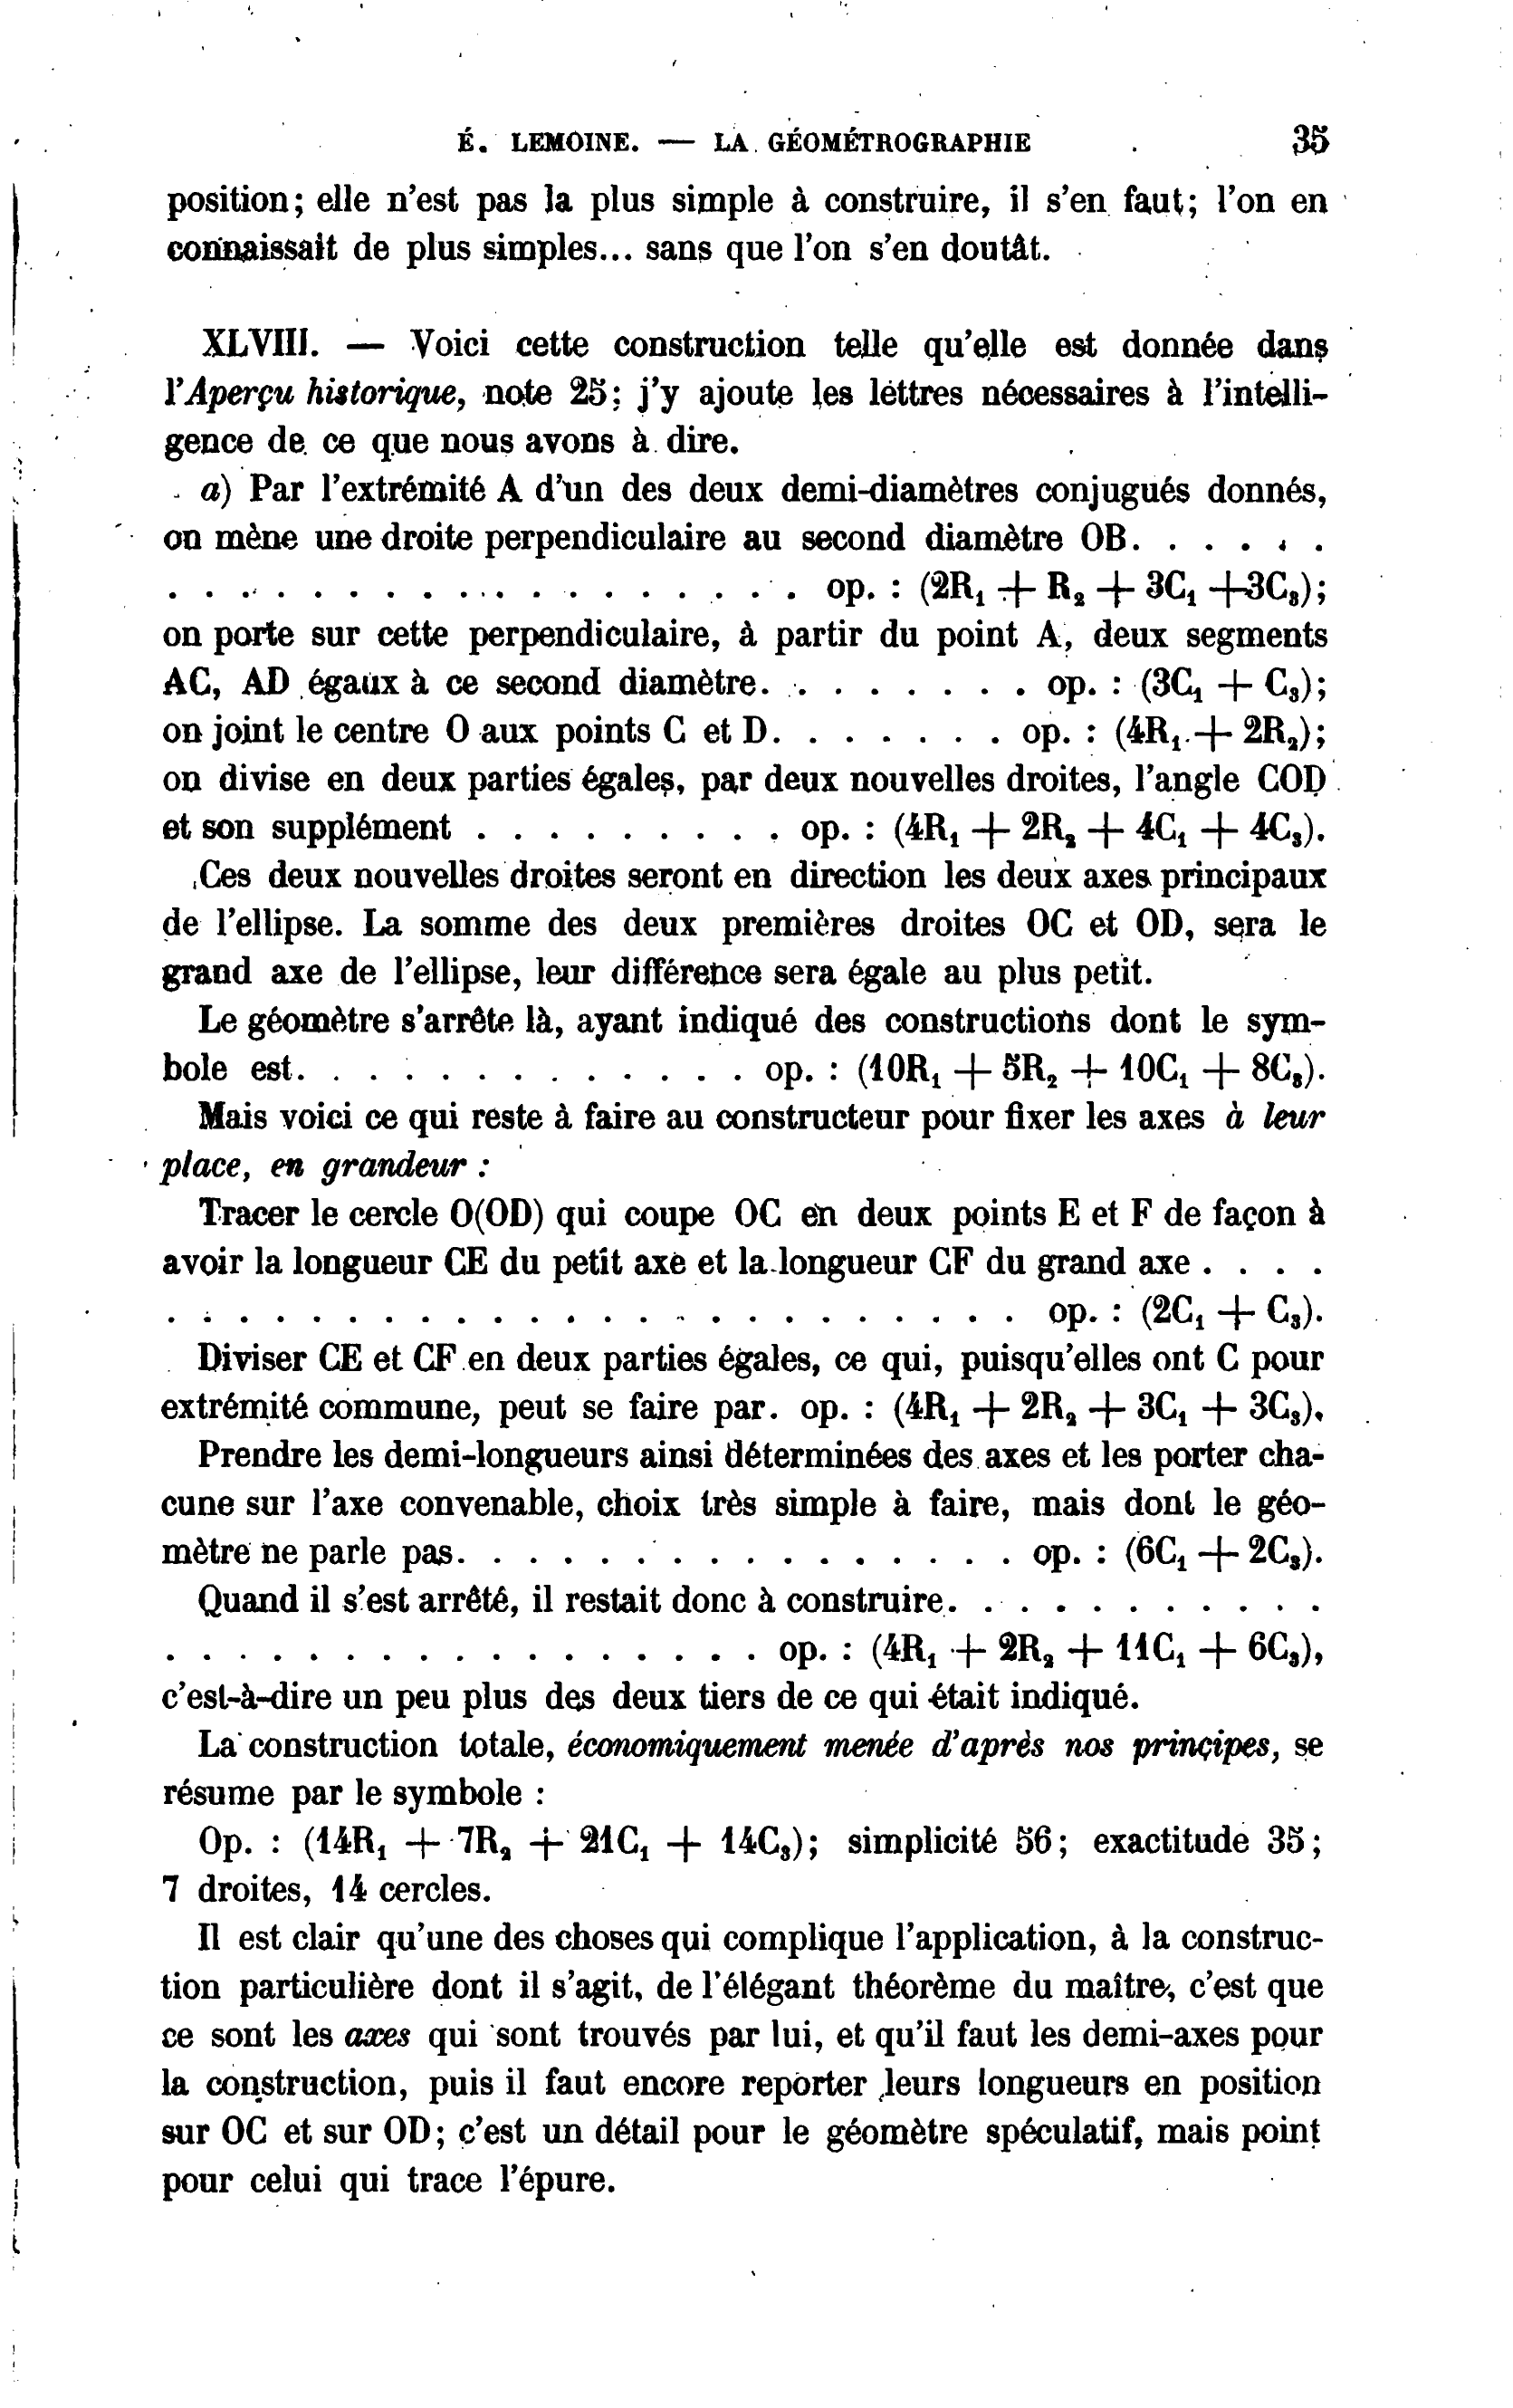 É. LEMOINE. — LA GÉOMÉTROGRAPHIE 35
position; elle n'est pas la plus simple à construire, il s'en faut; l'on en
connaissait de plus simples... sans que l'on s'en doutât.
XLVIII. — Voici cette construction telle qu'elle est donnée dans
l'Aperçu historique, note 25; j'y ajoute les lettres nécessaires à l'intelli-
gence de ce que nous avons à dire.
a) Par l'extrémité A d'un des deux demi-diamètres conjugués donnés,
on mène une droite perpendiculaire au second diamètre OB. . . . . .
. . . . . . . . . . . . . . . . . . op. : (2R₁ + R₂ + 3C₁ +3C₃);
on porte sur cette perpendiculaire, à partir du point A, deux segments
AC, AD égaux à ce second diamètre. . . . . . . . op. : (3C₁ + C₃);
on joint le centre O aux points C et D. . . . . . . op. : (4R₁ + 2R₂);
on divise en deux parties égales, par deux nouvelles droites, l'angle COD
et son supplément . . . . . . . . . op. : (4R₁ + 2R₂ + 4C₁ + 4C₃).
Ces deux nouvelles droites seront en direction les deux axes principaux
de l'ellipse. La somme des deux premières droites OC et OD, sera le
grand axe de l'ellipse, leur différence sera égale au plus petit.
Le géomètre s'arrête là, ayant indiqué des constructions dont le sym-
bole est. . . . . . . . . . . . . op. : (10R₁ + 5R₂ + 10C₁ + 8C₃).
Mais voici ce qui reste à faire au constructeur pour fixer les axes à leur
place, en grandeur :
Tracer le cercle O(OD) qui coupe OC en deux points E et F de façon à
avoir la longueur CE du petit axe et la longueur CF du grand axe . . . .
. . . . . . . . . . . . . . . . . . . . . . . . op. : (2C₁ + C₃).
Diviser CE et CF en deux parties égales, ce qui, puisqu'elles ont C pour
extrémité commune, peut se faire par. op. : (4R₁ + 2R₂ + 3C₁ + 3C₃).
Prendre les demi-longueurs ainsi déterminées des axes et les porter cha-
cune sur l'axe convenable, choix très simple à faire, mais dont le géo-
mètre ne parle pas. . . . . . . . . . . . . . . . op. : (6C₁ + 2C₃).
Quand il s'est arrêté, il restait donc à construire. . . . . . . . . . .
. . . . . . . . . . . . . . . . . op. : (4R₁ + 2R₂ + 11C₁ + 6C₃),
c'est-à-dire un peu plus des deux tiers de ce qui était indiqué.
La construction totale, économiquement menée d'après nos principes, se
résume par le symbole :
Op. : (14R₁ + 7R₂ + 21C₁ + 14C₃); simplicité 56; exactitude 35;
7 droites, 14 cercles.
Il est clair qu'une des choses qui complique l'application, à la construc-
tion particulière dont il s'agit, de l'élégant théorème du maître, c'est que
ce sont les axes qui sont trouvés par lui, et qu'il faut les demi-axes pour
la construction, puis il faut encore reporter leurs longueurs en position
sur OC et sur OD; c'est un détail pour le géomètre spéculatif, mais point
pour celui qui trace l'épure.